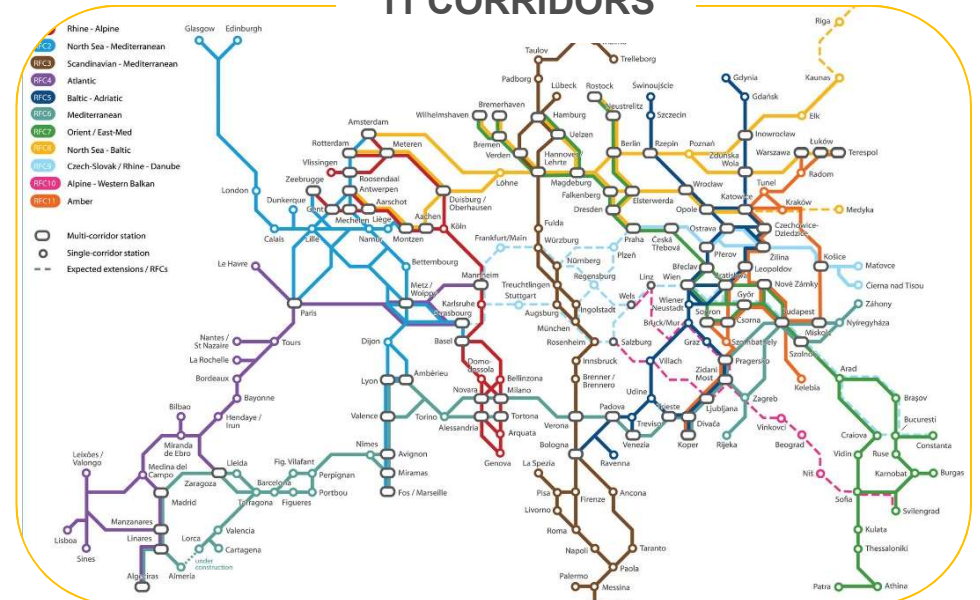 11 CORRIDORS
Rhine - Alpine
RFC2 North Sea - Mediterranean
RFC3 Scandinavian - Mediterranean
RFC4 Atlantic
RFC5 Baltic - Adriatic
RFC6 Mediterranean
RFC7 Orient / East-Med
RFC8 North Sea - Baltic
RFC9 Czech-Slovak / Rhine - Danube
RFC10 Alpine - Western Balkan
RFC11 Amber
Multi-corridor station
Single-corridor station
Expected extensions / RFCs
Glasgow
Edinburgh
Taulov
Trelleborg
Riga
Padborg
Lübeck
Rostock
Swinoujście
Gdynia
Kaunas
Bremerhaven
Wilhelmshaven
Hamburg
Neustrelitz
Szczecin
Gdańsk
Ełk
Amsterdam
Bremen
Uelzen
Inowrocław
Rotterdam
Meteren
Verden
Hannover/
Lehrte
Berlin
Rzepin
Poznań
Zduńska
Wola
Warszawa
Łuków
Terespol
Vlissingen
Roosendaal
Zeebrugge
Antwerpen
Löhne
Magdeburg
Falkenberg
Elsterwerda
Wrocław
Katowice
Tunel
Radom
London
Dunkerque
Gent
Aarschot
Duisburg /
Oberhausen
Dresden
Opole
Kraków
Medyka
Mechelen
Liège
Aachen
Calais
Lille
Namur
Montzen
Köln
Fulda
Praha
Česká
Třebová
Ostrava
Czechowice-
Dziedzice
Frankfurt/Main
Würzburg
Přerov
Le Havre
Bettembourg
Nürnberg
Plzeň
Žilina
Košice
Maťovce
Mannheim
Regensburg
Břeclav
Bratislava
Leopoldov
Metz /
Woippy
Treuchtlingen
Linz
Wien
Nové Zámky
Čierna nad Tisou
Karlsruhe
Stuttgart
Ingolstadt
Wels
Wiener
Neustadt
Győr
Záhony
Paris
Strasbourg
Augsburg
Sopron
Csorna
Budapest
Nyíregyháza
München
Bruck/Mur
Miskolc
Nantes /
St Nazaire
Tours
Dijon
Basel
Rosenheim
Salzburg
Graz
Szombathely
Szolnok
La Rochelle
Domo-
dossola
Innsbruck
Villach
Pragersko
Arad
Bordeaux
Lyon
Ambérieu
Bellinzona
Brenner /
Brennero
Zidani
Most
Kelebia
Bayonne
Novara
Milano
Udine
Zagreb
Brașov
Bilbao
Hendaye /
Irun
Valence
Torino
Tortona
Verona
Padova
Treviso
Trieste
Ljubljana
Vinkovci
București
Alessandria
Venezia
Koper
Divača
Rijeka
Beograd
Craiova
Constanta
Miranda
de Ebro
Nîmes
Arquata
Bologna
Leixões /
Valongo
Lleida
Fig. Vilafant
Avignon
Genova
Ravenna
Vidin
Ruse
Medina del
Campo
Zaragoza
Barcelona
Perpignan
Miramas
La Spezia
Niš
Karnobat
Burgas
Madrid
Tarragona
Figueres
Portbou
Fos / Marseille
Pisa
Firenze
Ancona
Sofia
Svilengrad
Manzanares
Livorno
Lisboa
Linares
Lorca
Valencia
Roma
Kulata
Sines
Cartagena
Napoli
Taranto
Thessaloniki
under
construction
Algeciras
Almería
Paola
Palermo
Messina
Patra
Athina